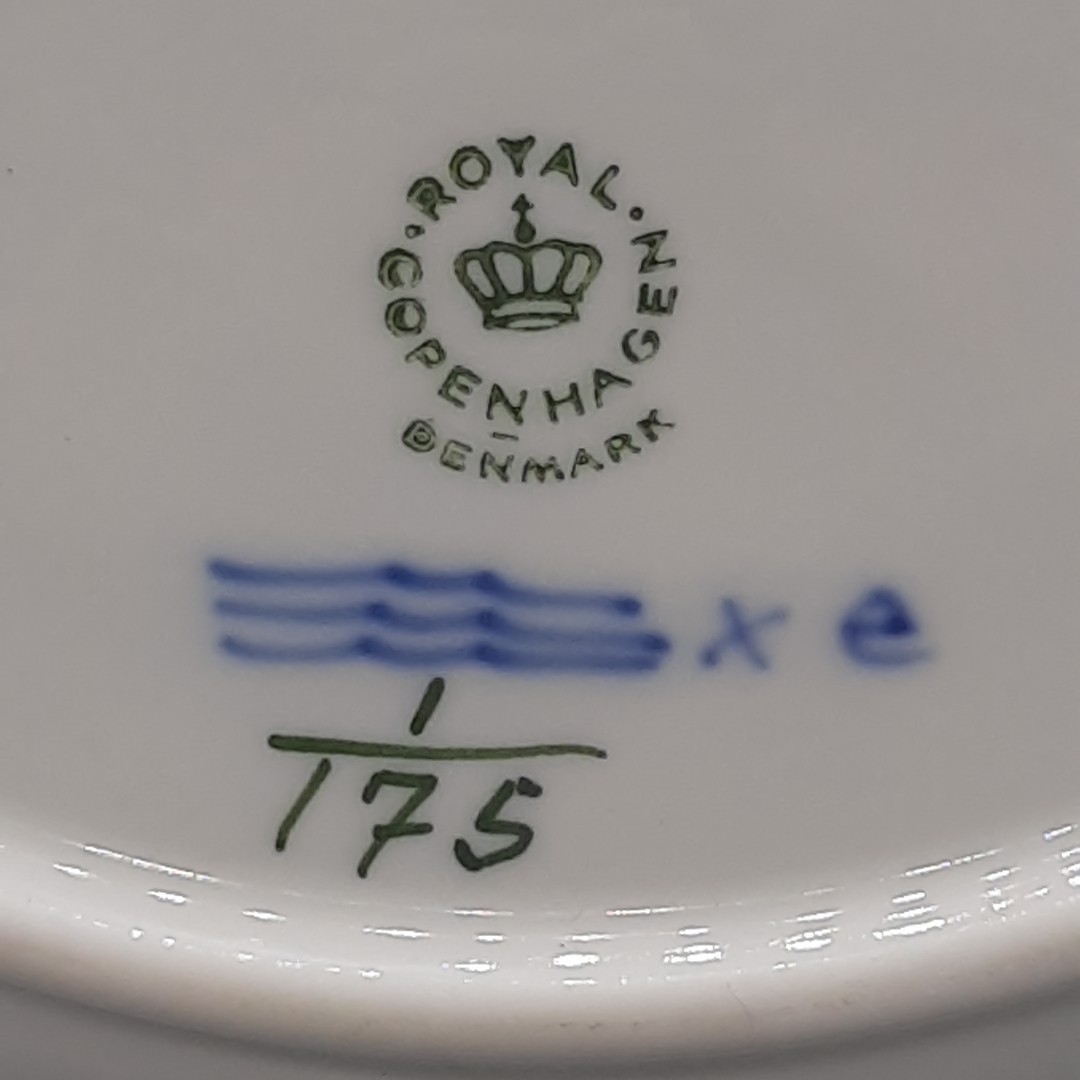 ROYAL.
COPENHAGEN
DENMARK
x e
1
175